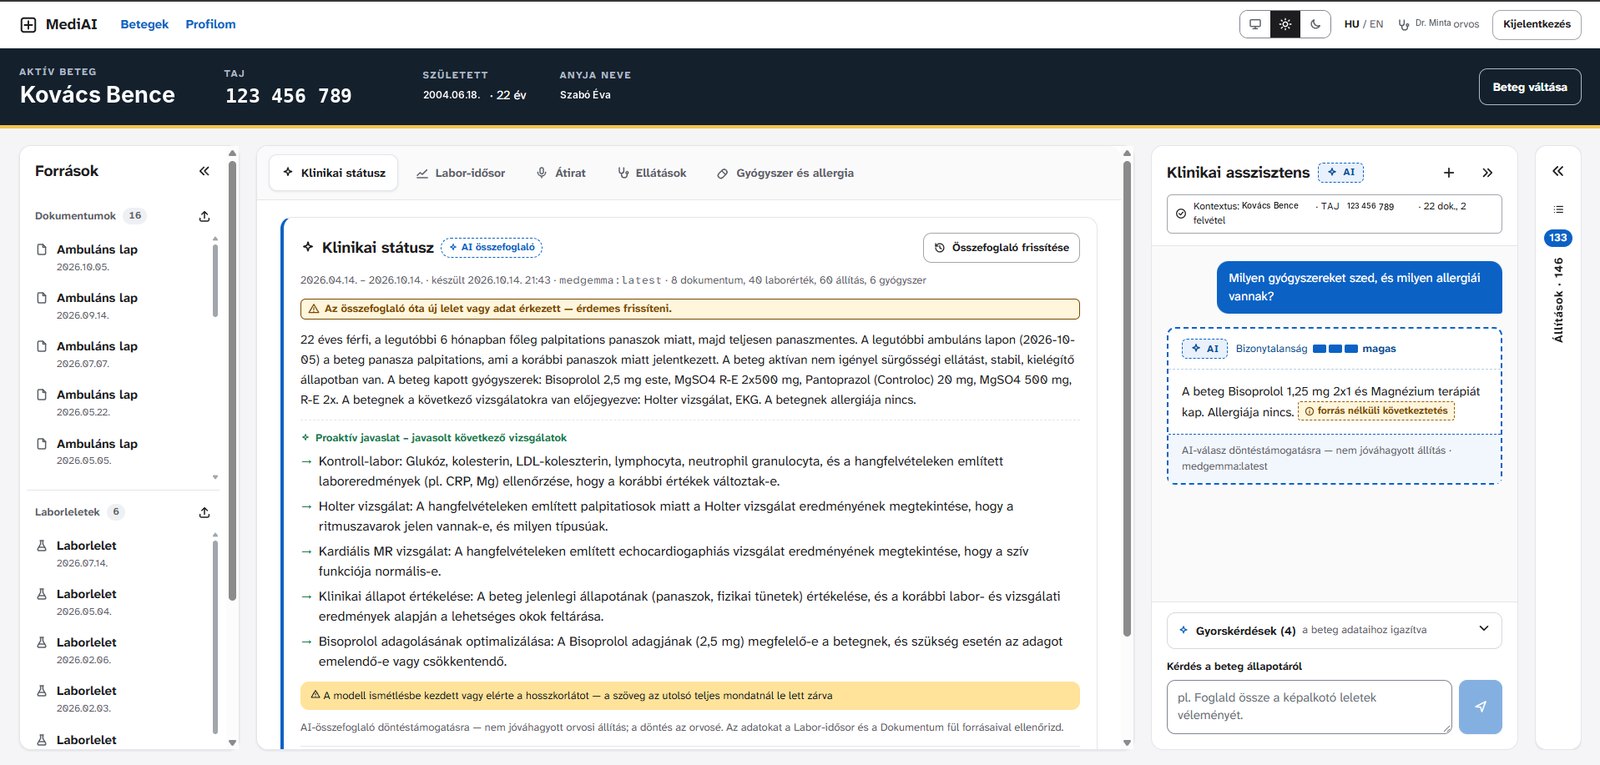 MediAI Betegek Profilom HU / EN Dr. Minta orvos Kijelentkezés
AKTÍV BETEG
Kovács Bence
TAJ
123 456 789
SZÜLETETT
2004.06.18. · 22 év
ANYJA NEVE
Szabó Éva
Beteg váltása
Források
Dokumentumok 16
Ambuláns lap
2026.10.05.
Ambuláns lap
2026.09.14.
Ambuláns lap
2026.07.07.
Ambuláns lap
2026.05.22.
Ambuláns lap
2026.05.05.
Laborleletek 6
Laborlelet
2026.07.14.
Laborlelet
2026.05.04.
Laborlelet
2026.02.06.
Laborlelet
2026.02.03.
Laborlelet
Klinikai státusz Labor-idősor Átirat Ellátások Gyógyszer és allergia
Klinikai státusz AI összefoglaló Összefoglaló frissítése
2026.04.14. – 2026.10.14. · készült 2026.10.14. 21:43 · medgemma:latest · 8 dokumentum, 40 laborérték, 60 állítás, 6 gyógyszer
Az összefoglaló óta új lelet vagy adat érkezett — érdemes frissíteni.
22 éves férfi, a legutóbbi 6 hónapban főleg palpitations panaszok miatt, majd teljesen panaszmentes. A legutóbbi ambuláns lapon (2026-10-
05) a beteg panasza palpitations, ami a korábbi panaszok miatt jelentkezett. A beteg aktívan nem igényel sürgősségi ellátást, stabil, kielégítő
állapotban van. A beteg kapott gyógyszerek: Bisoprolol 2,5 mg este, MgSO4 R-E 2x500 mg, Pantoprazol (Controloc) 20 mg, MgSO4 500 mg,
R-E 2x. A betegnek a következő vizsgálatokra van előjegyezve: Holter vizsgálat, EKG. A betegnek allergiája nincs.
Proaktív javaslat – javasolt következő vizsgálatok
→ Kontroll-labor: Glukóz, kolesterin, LDL-koleszterin, lymphocyta, neutrophil granulocyta, és a hangfelvételeken említett
laboreredmények (pl. CRP, Mg) ellenőrzése, hogy a korábbi értékek változtak-e.
→ Holter vizsgálat: A hangfelvételeken említett palpitatiosok miatt a Holter vizsgálat eredményének megtekintése, hogy a
ritmuszavarok jelen vannak-e, és milyen típusúak.
→ Kardiális MR vizsgálat: A hangfelvételeken említett echocardiogaphiás vizsgálat eredményének megtekintése, hogy a szív
funkciója normális-e.
→ Klinikai állapot értékelése: A beteg jelenlegi állapotának (panaszok, fizikai tünetek) értékelése, és a korábbi labor- és vizsgálati
eredmények alapján a lehetséges okok feltárása.
→ Bisoprolol adagolásának optimalizálása: A Bisoprolol adagjának (2,5 mg) megfelelő-e a betegnek, és szükség esetén az adagot
emelendő-e vagy csökkentendő.
A modell ismétlésbe kezdett vagy elérte a hosszkorlátot — a szöveg az utolsó teljes mondatnál le lett zárva
AI-összefoglaló döntéstámogatásra — nem jóváhagyott orvosi állítás; a döntés az orvosé. Az adatokat a Labor-idősor és a Dokumentum fül forrásaival ellenőrizd.
Klinikai asszisztens AI
Kontextus: Kovács Bence · TAJ 123 456 789 · 22 dok., 2
felvétel
Milyen gyógyszereket szed, és milyen allergiái
vannak?
AI Bizonytalanság magas
A beteg Bisoprolol 1,25 mg 2x1 és Magnézium terápiát
kap. Allergiája nincs. forrás nélküli következtetés
AI-válasz döntéstámogatásra — nem jóváhagyott állítás ·
medgemma:latest
Gyorskérdések (4) a beteg adataihoz igazítva
Kérdés a beteg állapotáról
pl. Foglald össze a képalkotó leletek
véleményét.
133
Állítások · 146